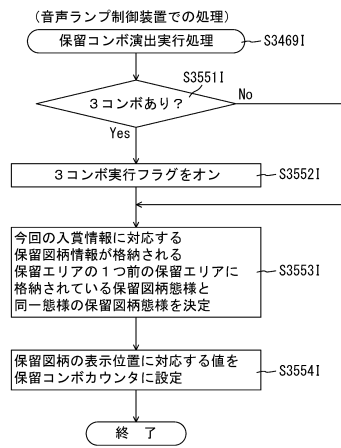 （音声ランプ制御装置での処理）
保留コンボ演出実行処理
S3469I
S3551I
３コンボあり？
No
Yes
３コンボ実行フラグをオン
S3552I
今回の入賞情報に対応する
保留図柄情報が格納される
保留エリアの１つ前の保留エリアに
格納されている保留図柄態様と
同一態様の保留図柄態様を決定
S3553I
保留図柄の表示位置に対応する値を
保留コンボカウンタに設定
S3554I
終　了